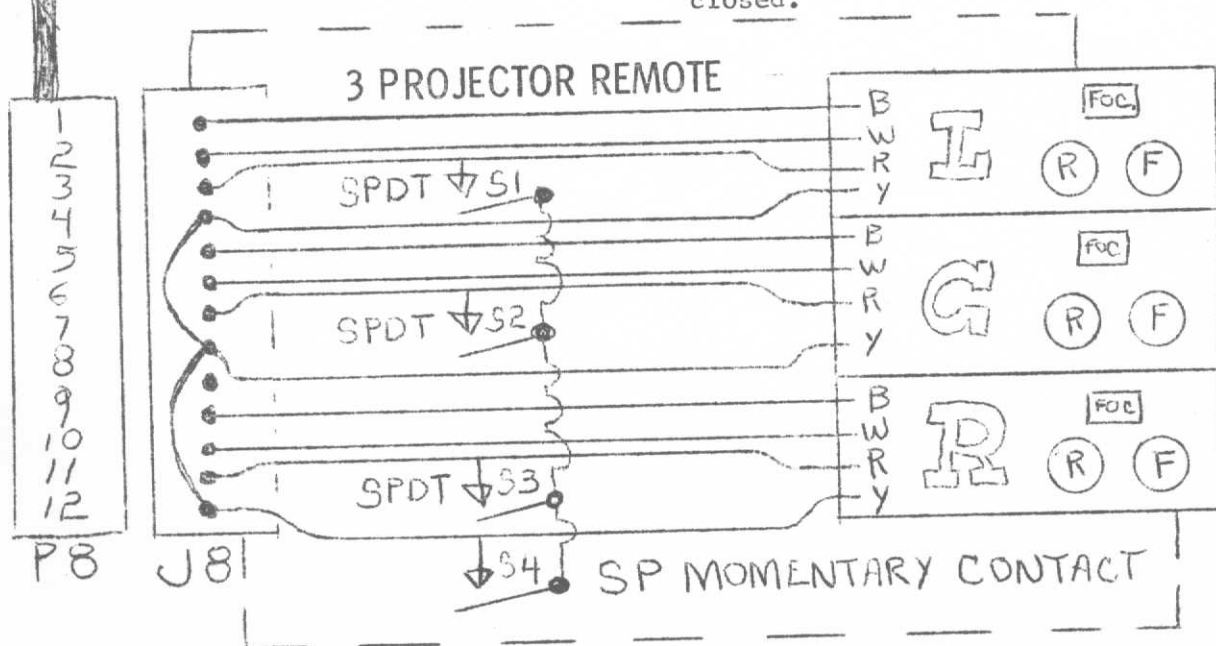 closed.
3 PROJECTOR REMOTE
1
2
3
4
5
6
7
8
9
10
11
12
P8
J8
SPDT S1
SPDT S2
SPDT S3
S4 SP MOMENTARY CONTACT
B
W
R
Y
I
FOC.
R F
B
W
R
Y
G
FOC
R F
B
W
R
Y
R
FOC
R F